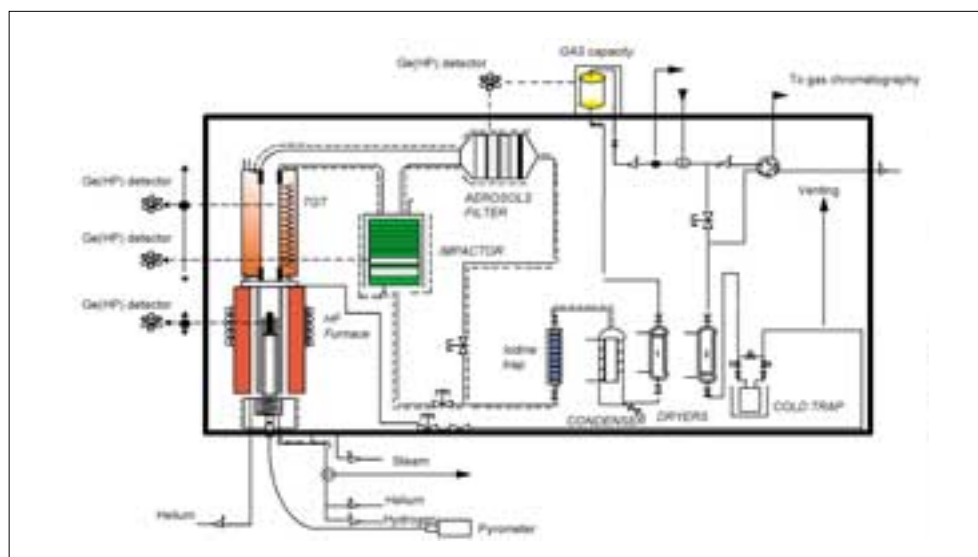 GAS capacity
Ge(HP) detector
To gas chromatography
Ge(HP) detector
TGT
Venting
AEROSOLS
FILTER
Ge(HP) detector
IMPACTOR
Ge(HP) detector
HF
Furnace
Iodine
trap
CONDENSER
DRYERS
COLD TRAP
Steam
Helium
Helium
Hydrogen
Pyrometer